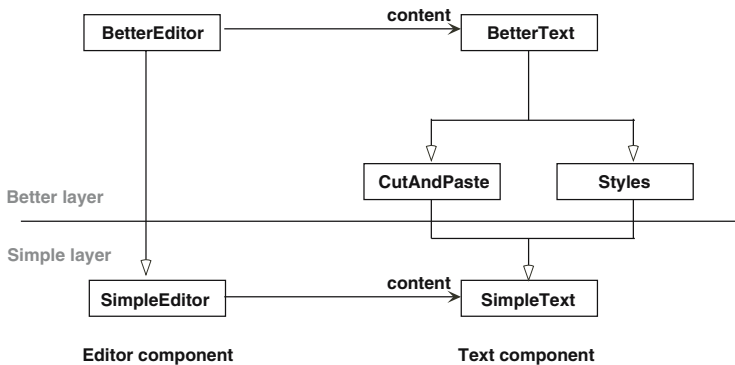 content
BetterEditor
BetterText
CutAndPaste
Styles
Better layer
Simple layer
content
SimpleEditor
SimpleText
Editor component
Text component